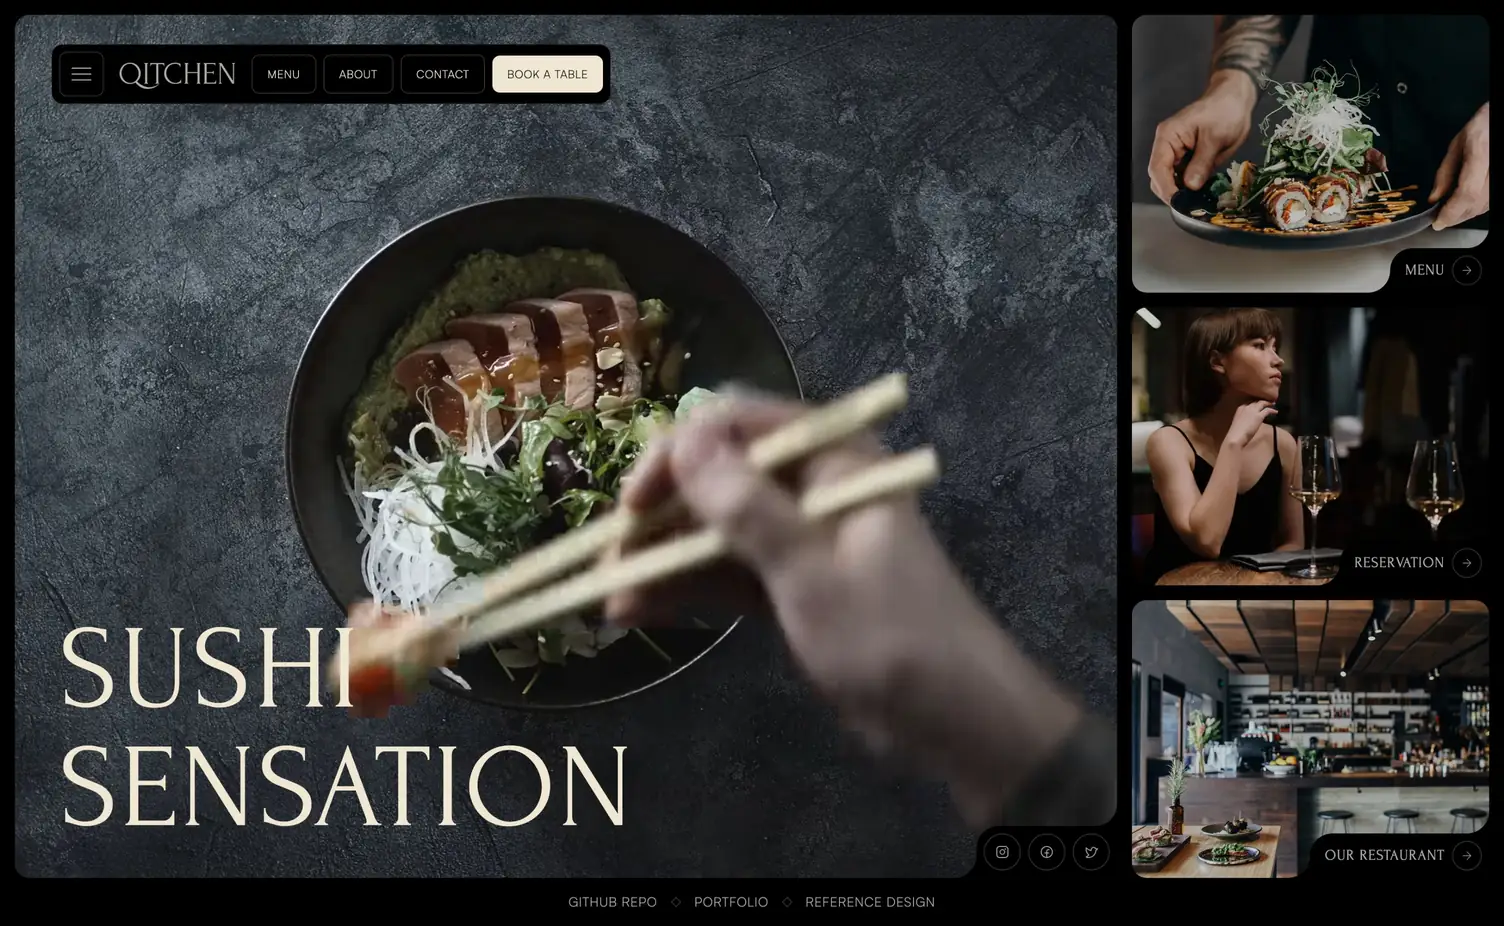 QITCHEN
MENU
ABOUT
CONTACT
BOOK A TABLE
SUSHI
SENSATION
MENU
RESERVATION
OUR RESTAURANT
GITHUB REPO
PORTFOLIO
REFERENCE DESIGN